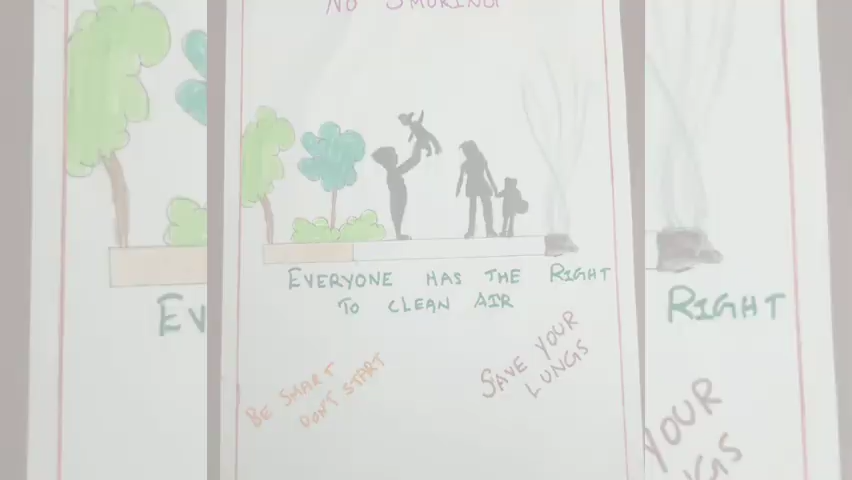 NO SMOKING!
EVERYONE HAS THE RIGHT
TO CLEAN AIR
BE SMART
DON'T START
SAVE YOUR
LUNGS